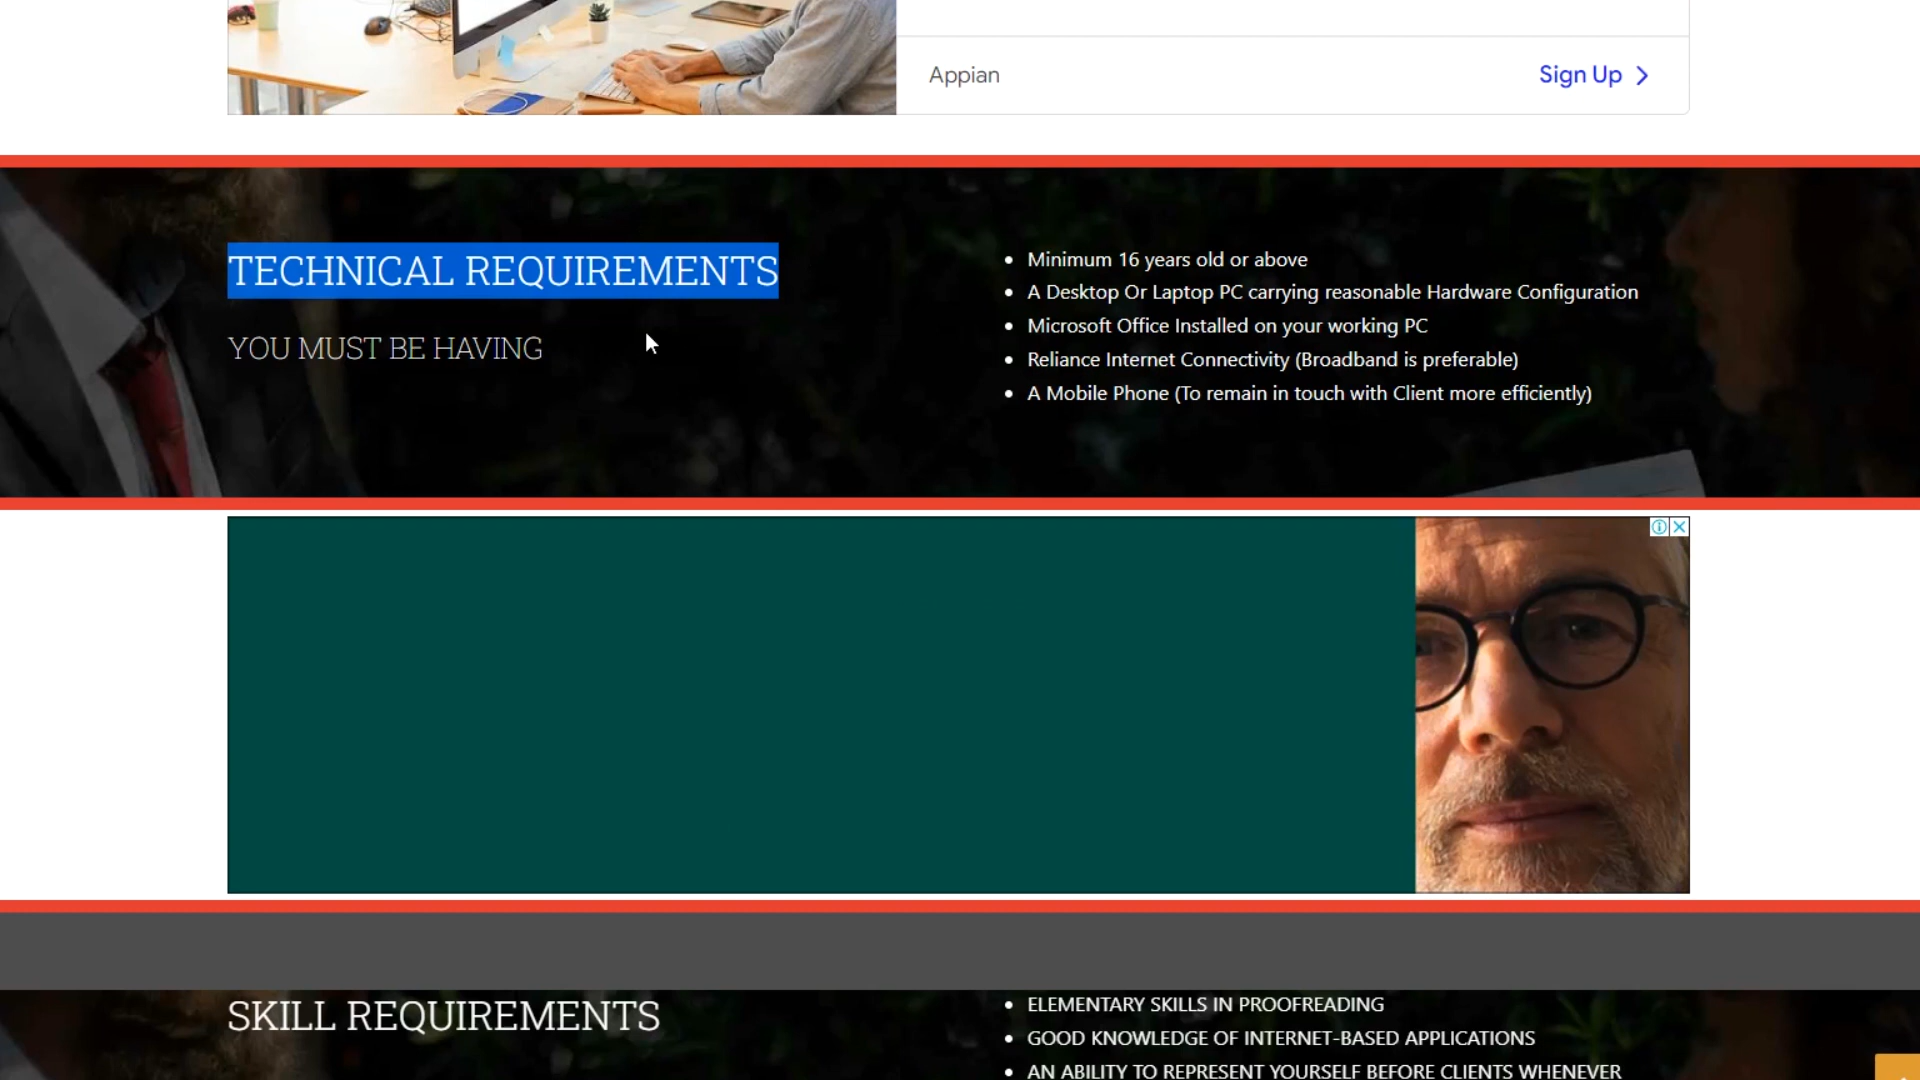 Appian
Sign Up
TECHNICAL REQUIREMENTS
YOU MUST BE HAVING
Minimum 16 years old or above
A Desktop Or Laptop PC carrying reasonable Hardware Configuration
Microsoft Office Installed on your working PC
Reliance Internet Connectivity (Broadband is preferable)
A Mobile Phone (To remain in touch with Client more efficiently)
SKILL REQUIREMENTS
ELEMENTARY SKILLS IN PROOFREADING
GOOD KNOWLEDGE OF INTERNET-BASED APPLICATIONS
AN ABILITY TO REPRESENT YOURSELF BEFORE CLIENTS WHENEVER